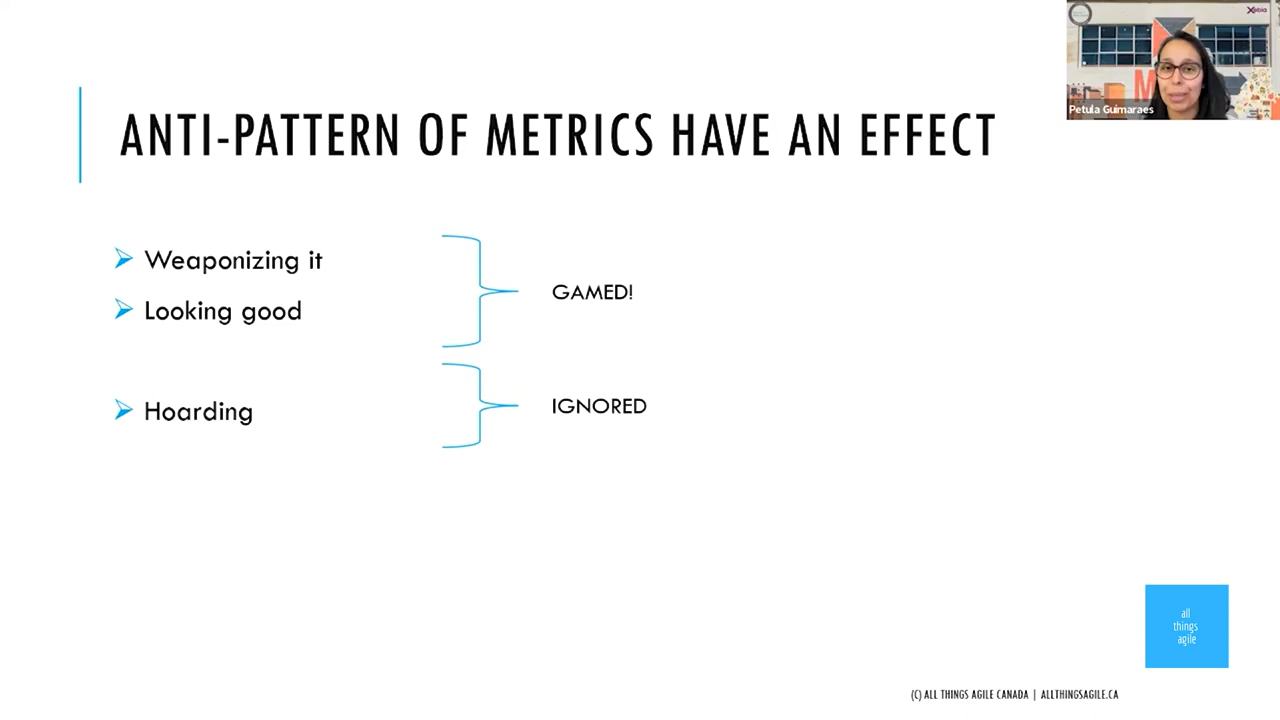 Xebia
Petula Guimaraes
ANTI-PATTERN OF METRICS HAVE AN EFFECT
Weaponizing it
Looking good
GAMED!
Hoarding
IGNORED
all
things
agile
(C) ALL THINGS AGILE CANADA | ALLTHINGSAGILE.CA